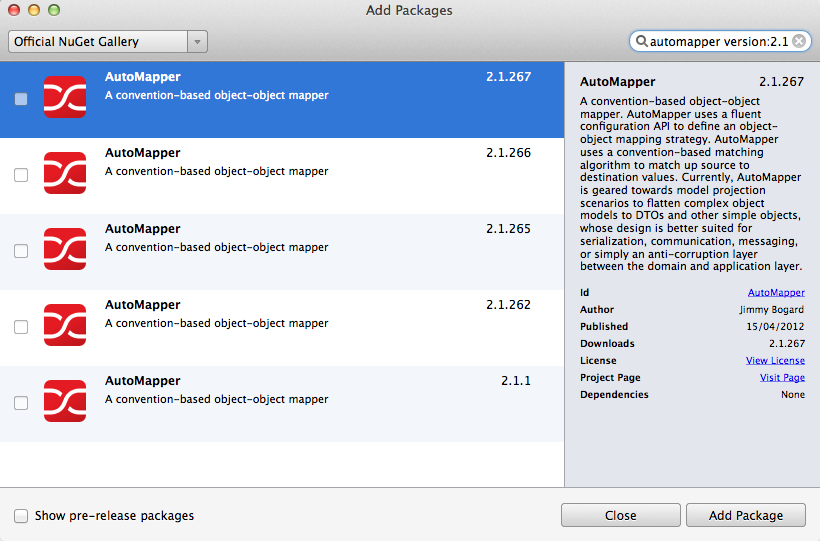 Add Packages
Official NuGet Gallery
automapper version:2.1
AutoMapper 2.1.267
A convention-based object-object mapper
AutoMapper 2.1.266
A convention-based object-object mapper
AutoMapper 2.1.265
A convention-based object-object mapper
AutoMapper 2.1.262
A convention-based object-object mapper
AutoMapper 2.1.1
A convention-based object-object mapper
AutoMapper 2.1.267
A convention-based object-object
mapper. AutoMapper uses a fluent
configuration API to define an object-
object mapping strategy. AutoMapper
uses a convention-based matching
algorithm to match up source to
destination values. Currently, AutoMapper
is geared towards model projection
scenarios to flatten complex object
models to DTOs and other simple objects,
whose design is better suited for
serialization, communication, messaging,
or simply an anti-corruption layer
between the domain and application layer.
Id AutoMapper
Author Jimmy Bogard
Published 15/04/2012
Downloads 2.1.267
License View License
Project Page Visit Page
Dependencies None
Show pre-release packages
Close
Add Package